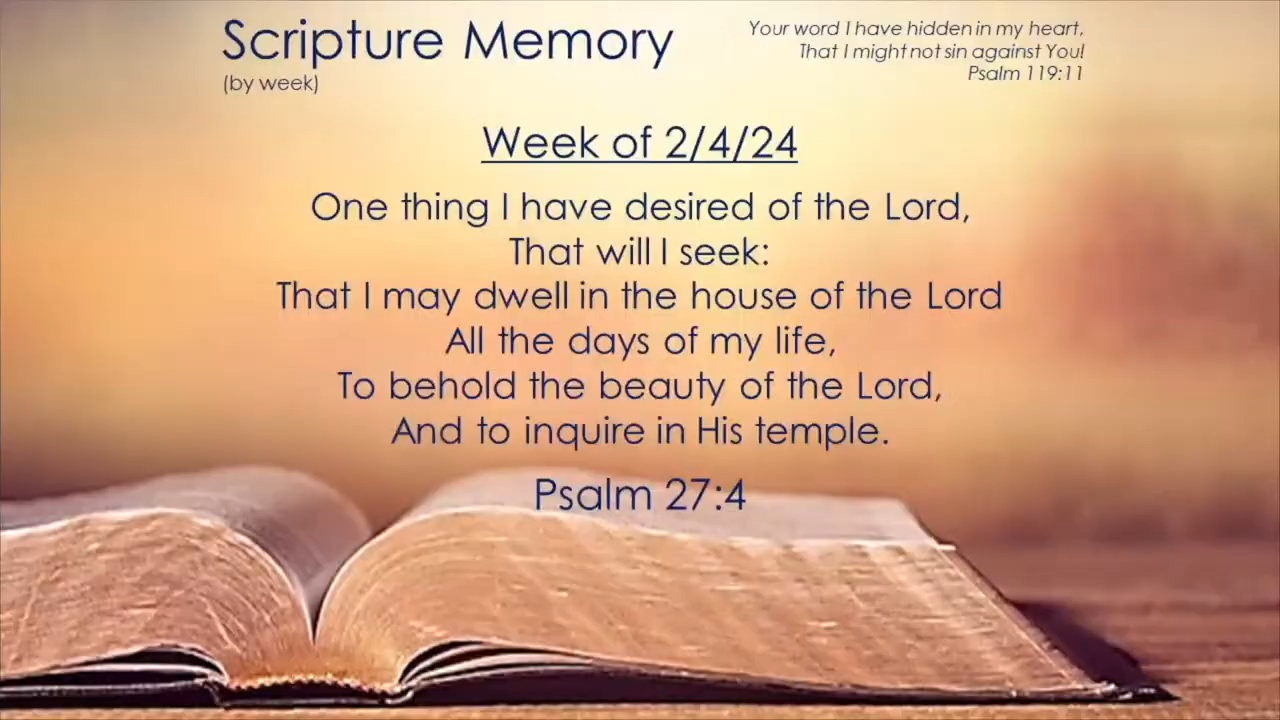 Scripture Memory
(by week)
Your word I have hidden in my heart,
That I might not sin against You!
Psalm 119:11
Week of 2/4/24
One thing I have desired of the Lord,
That will I seek:
That I may dwell in the house of the Lord
All the days of my life,
To behold the beauty of the Lord,
And to inquire in His temple.
Psalm 27:4